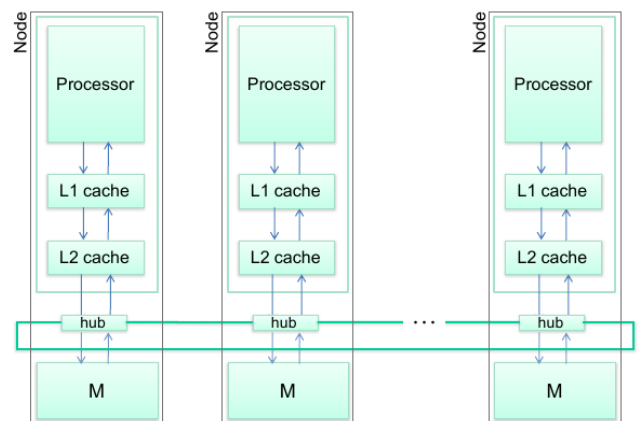 Node
Processor
L1 cache
L2 cache
hub
M
Node
Processor
L1 cache
L2 cache
hub
M
...
Node
Processor
L1 cache
L2 cache
hub
M